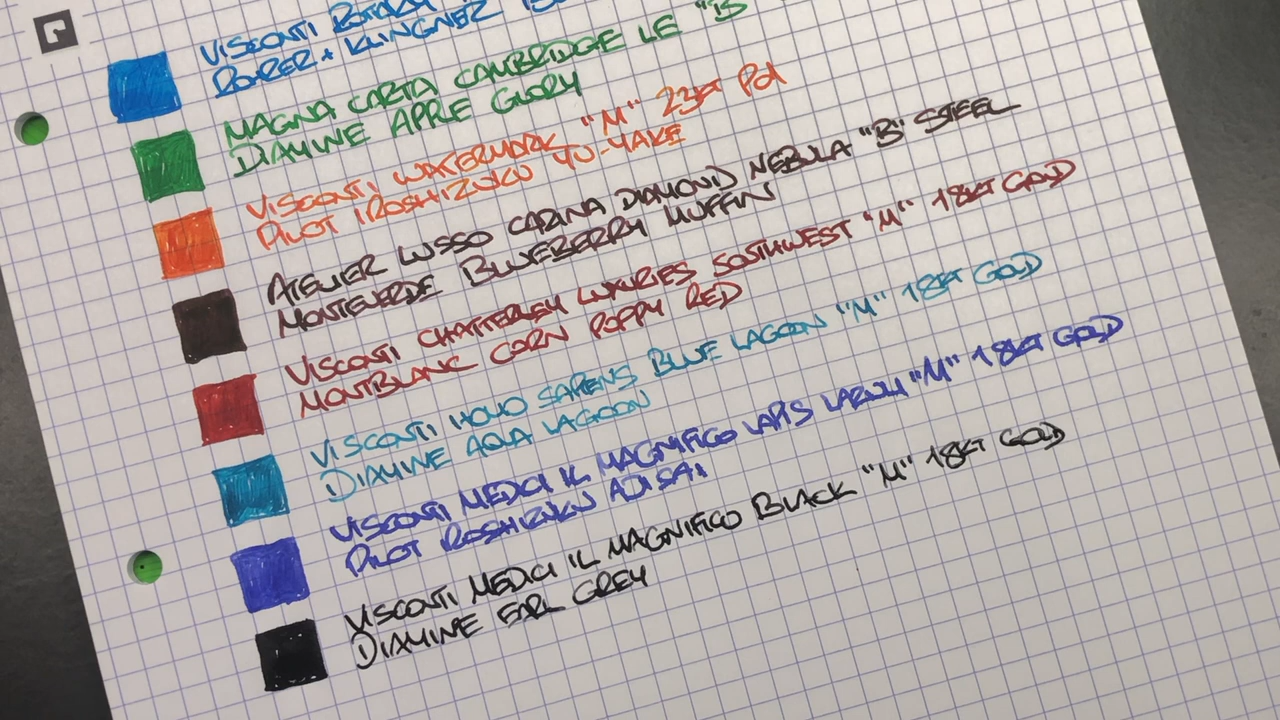 VISCONTI ROTARY
ROHRER + KLINGNER
MAGNA CARTA CAMBRIDGE LE "B
DIAMINE APPLE GLORY
VISCONTI WATERMARK "M" 23KT Pd
PILOT IROSHIZUKU YU-YAKE
ATELIER LUSSO CARINA DIAMOND NEBULA "B" STEEL
MONTEVERDE BLUEBERRY MUFFIN
VISCONTI CHATTERLEY LUXURIES SOUTHWEST "M" 18KT GOLD
MONTBLANC CORN POPPY RED
VISCONTI HOMO SAPIENS BLUE LAGOON "M" 18KT GOLD
DIAMINE AQUA LAGOON
VISCONTI MEDICI IL MAGNIFICO LAPIS LAZULI "M" 18KT GOLD
PILOT IROSHIZUKU AJISAI
VISCONTI MEDICI IL MAGNIFICO BLACK "M" 18KT GOLD
DIAMINE EARL GREY